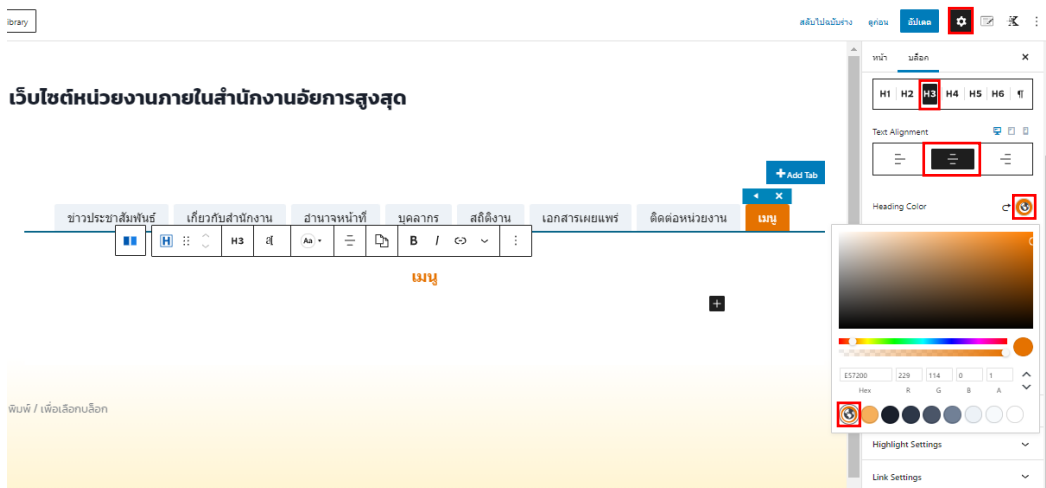 ibrary
สลับไปฉบับร่าง ดูก่อน อัปเดต
หน้า บล็อก
เว็บไซต์หน่วยงานภายในสำนักงานอัยการสูงสุด
H1 H2 H3 H4 H5 H6 ¶
Text Alignment
Add Tab
Heading Color
ข่าวประชาสัมพันธ์ เกี่ยวกับสำนักงาน อำนาจหน้าที่ บุคลากร สถิติงาน เอกสารเผยแพร่ ติดต่อหน่วยงาน เมนู
H H3 Aa B I
เมนู
E57200 229 114 0 1
Hex R G B A
พิมพ์ / เพื่อเลือกบล็อก
Highlight Settings
Link Settings